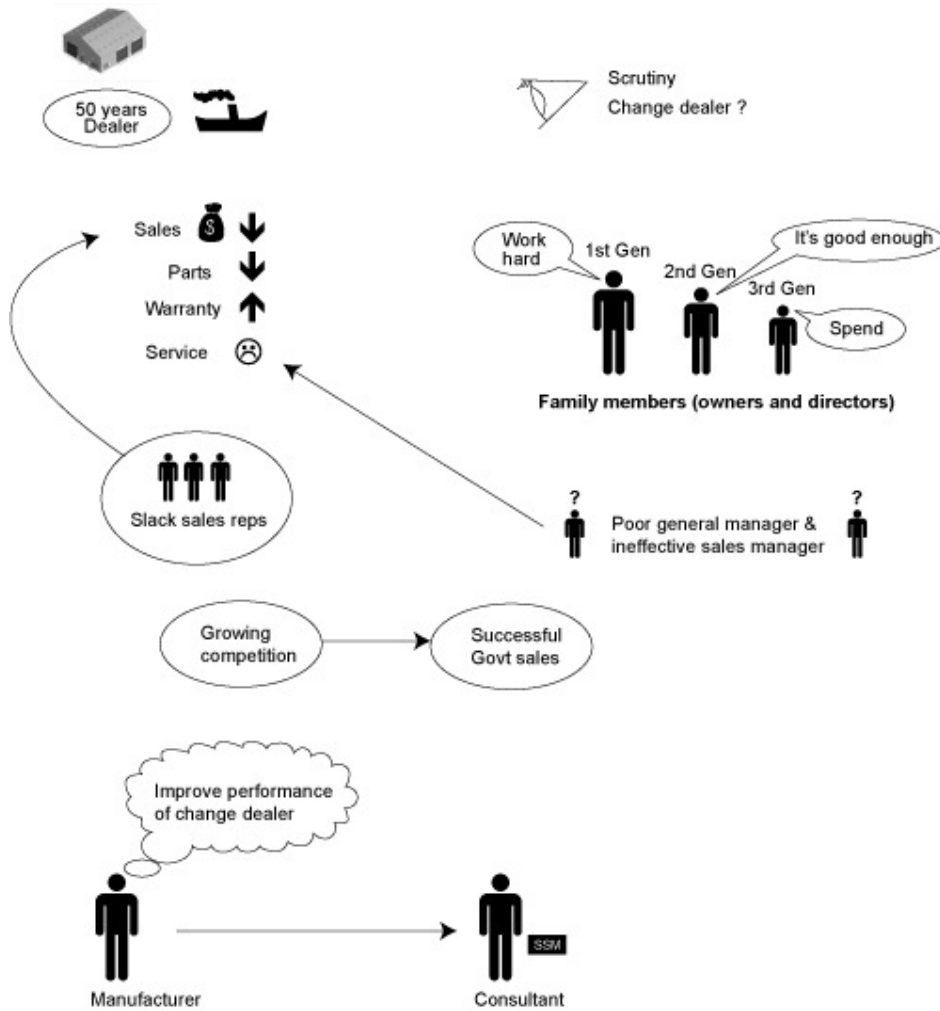 50 years
Dealer
Scrutiny
Change dealer ?
Sales
$
Parts
Warranty
Service
Work
hard
1st Gen
2nd Gen
It's good enough
3rd Gen
Spend
Family members (owners and directors)
Slack sales reps
?
Poor general manager &
ineffective sales manager
?
Growing
competition
Successful
Govt sales
Improve performance
of change dealer
Manufacturer
SSM
Consultant